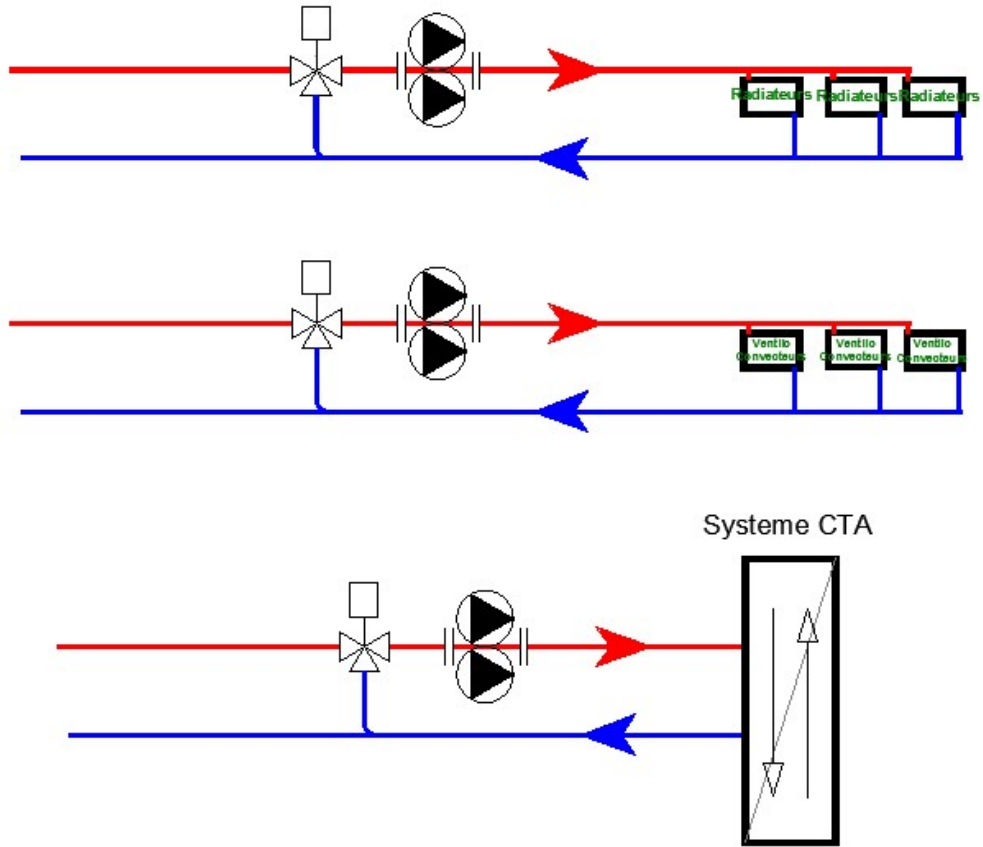 Radiateurs Radiateurs Radiateurs
Ventilo Ventilo Ventilo
Convecteurs Convecteurs Convecteurs
Systeme CTA